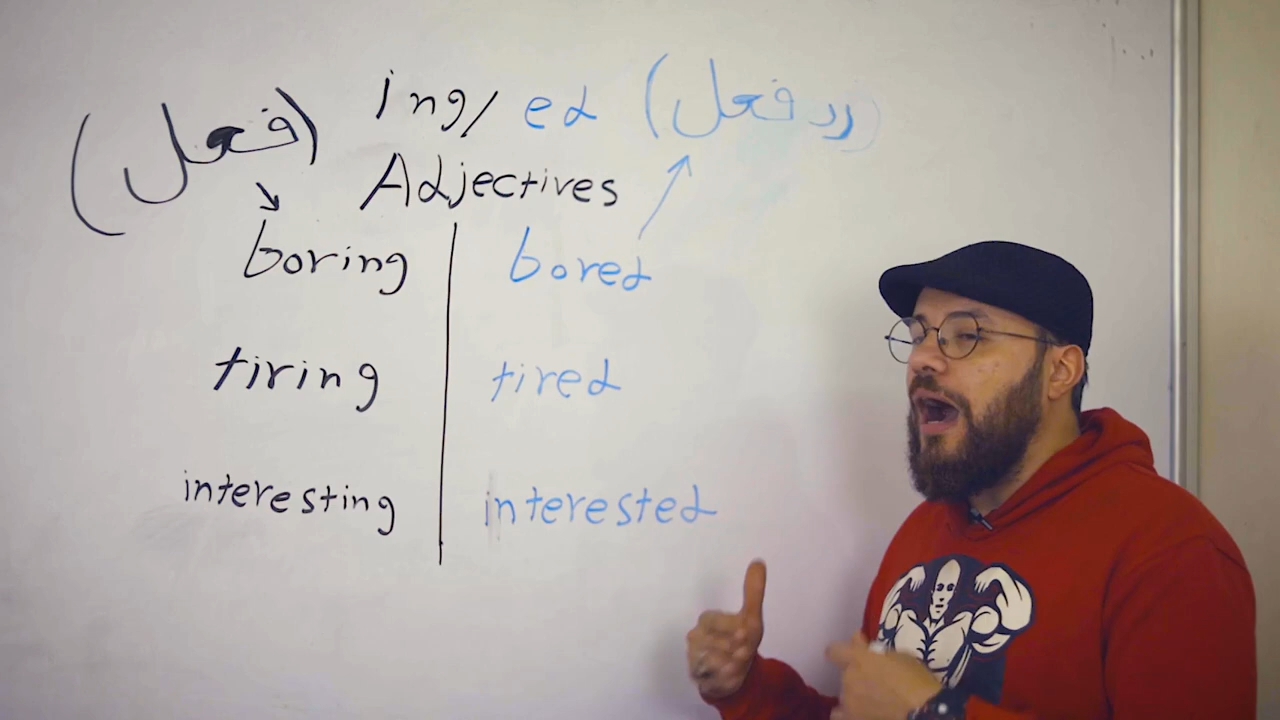 (فعل) ing/ed (رد فعل)
Adjectives
boring bored
tiring tired
interesting interested